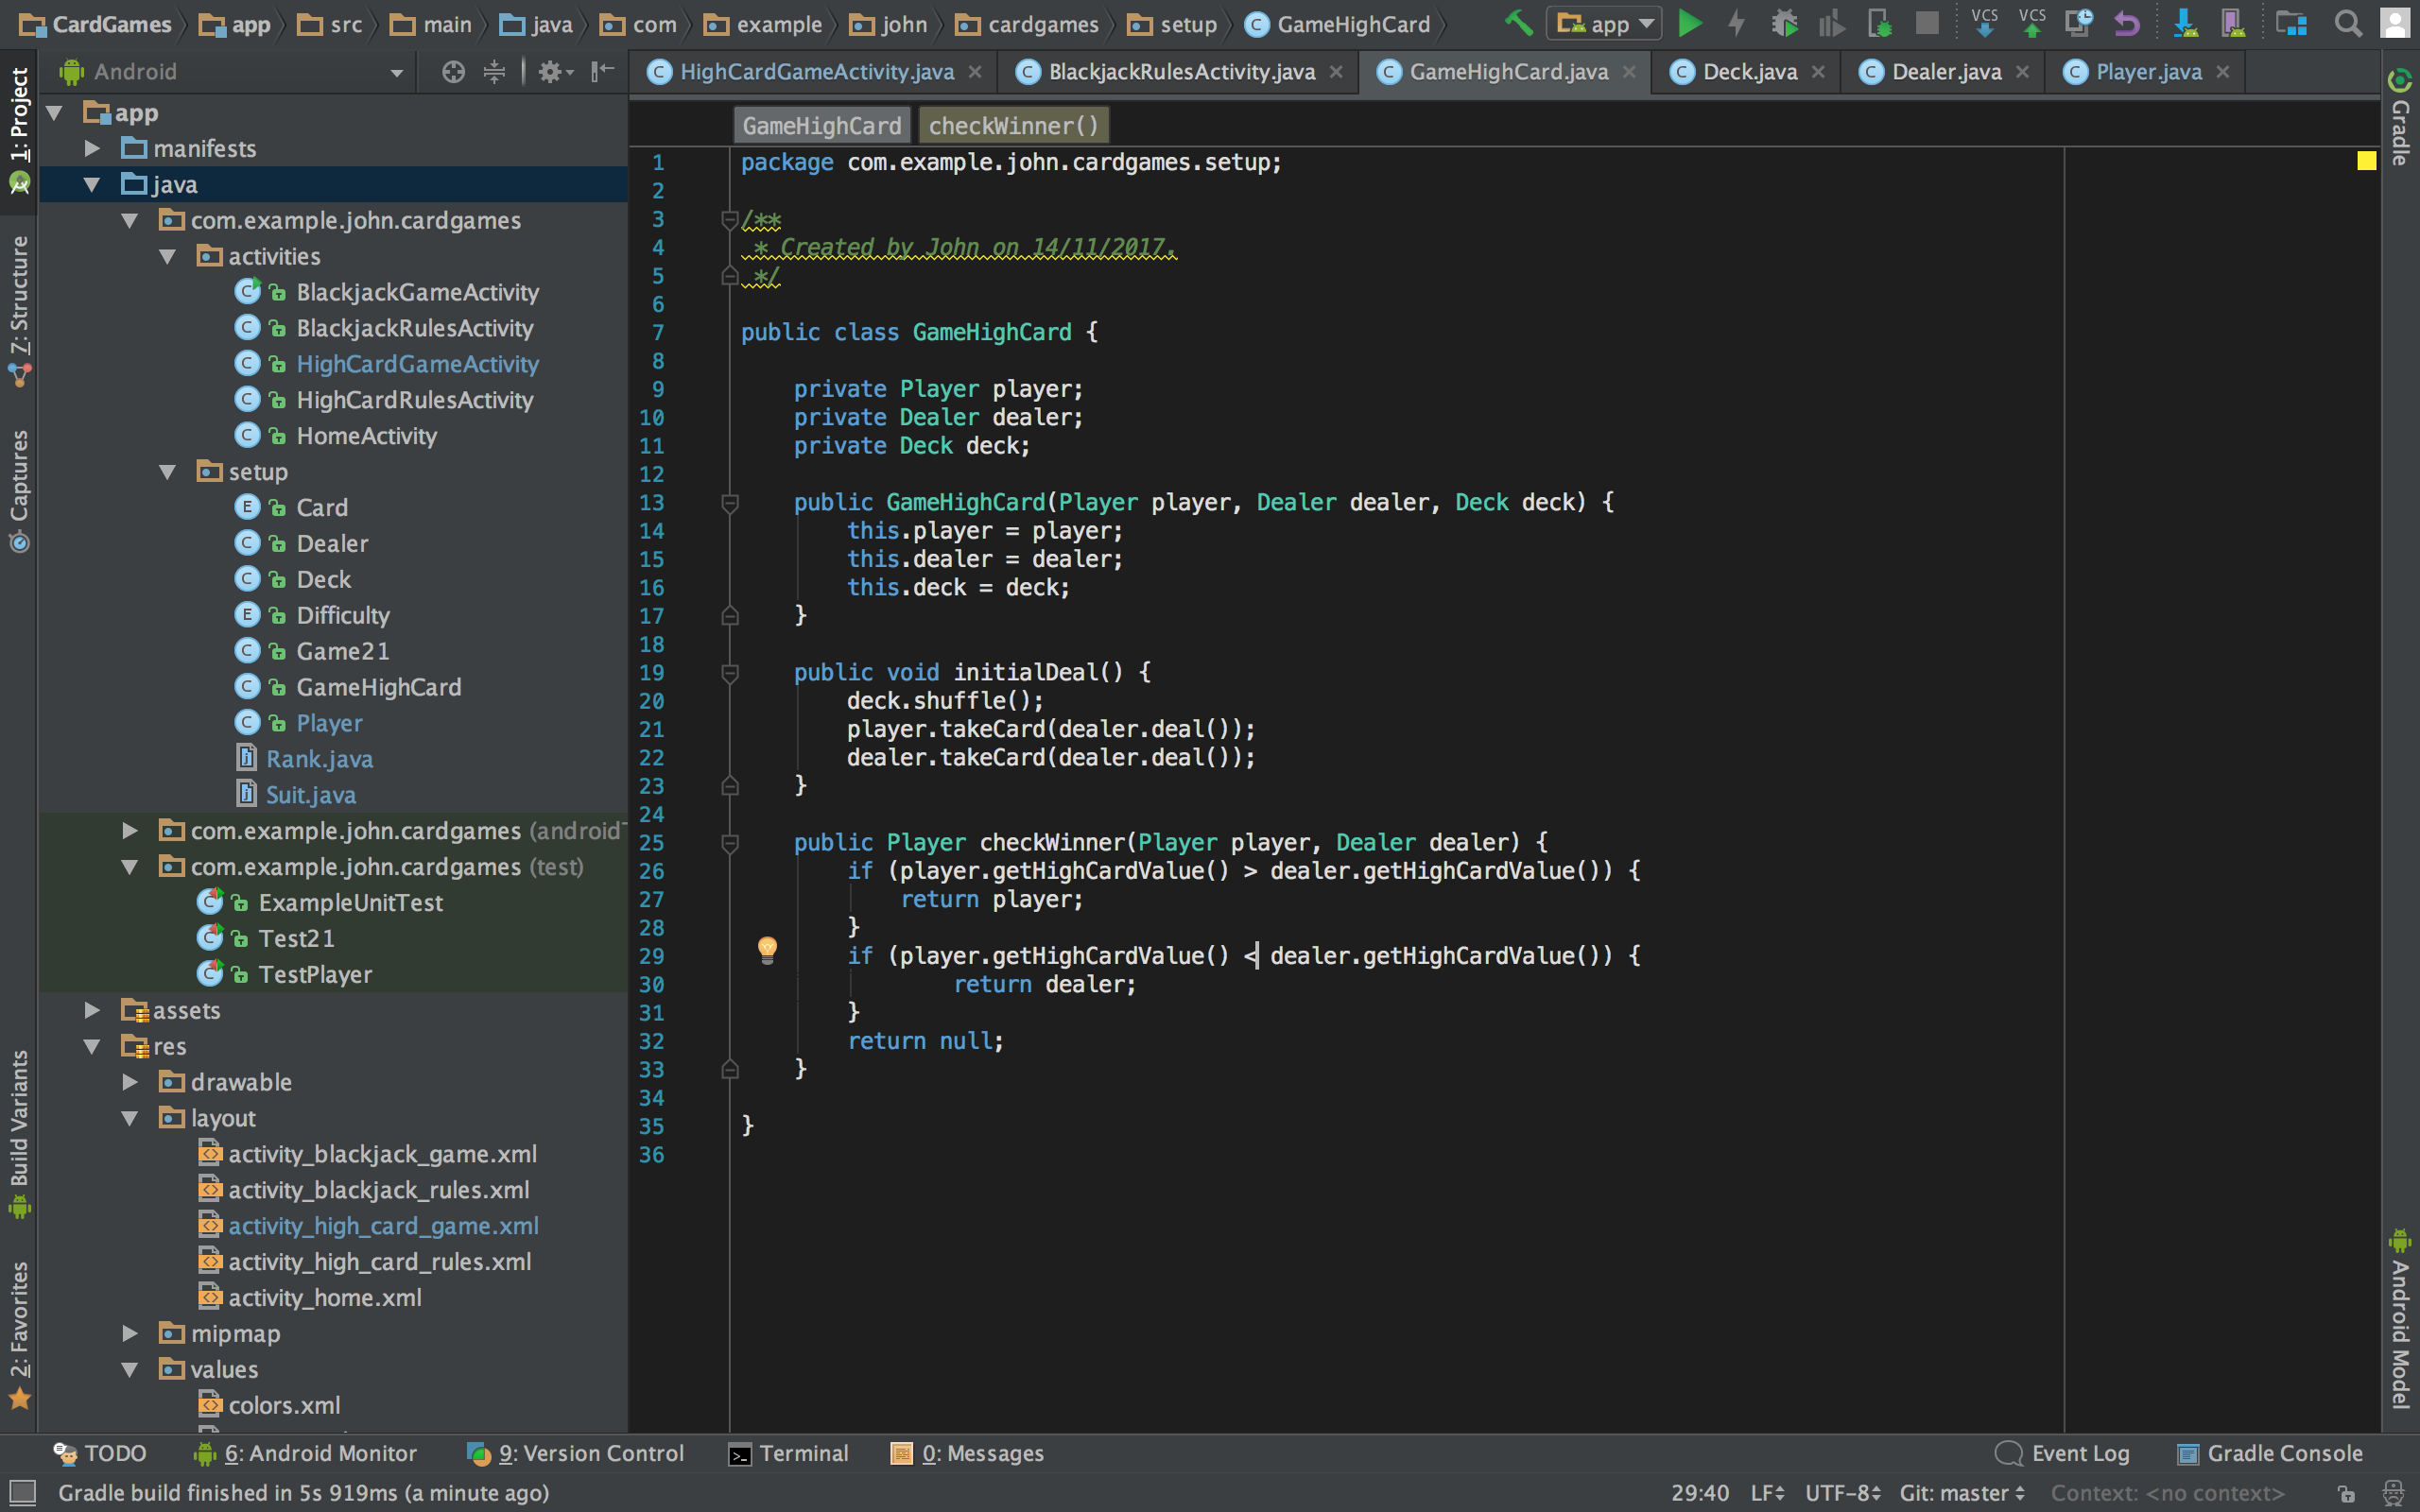 CardGames app src main java com example john cardgames setup GameHighCard app VCS VCS
Android
HighCardGameActivity.java BlackjackRulesActivity.java GameHighCard.java Deck.java Dealer.java Player.java
1: Project
7: Structure
Captures
Build Variants
2: Favorites
app
manifests
java
com.example.john.cardgames
activities
BlackjackGameActivity
BlackjackRulesActivity
HighCardGameActivity
HighCardRulesActivity
HomeActivity
setup
Card
Dealer
Deck
Difficulty
Game21
GameHighCard
Player
Rank.java
Suit.java
com.example.john.cardgames (android
com.example.john.cardgames (test)
ExampleUnitTest
Test21
TestPlayer
assets
res
drawable
layout
activity_blackjack_game.xml
activity_blackjack_rules.xml
activity_high_card_game.xml
activity_high_card_rules.xml
activity_home.xml
mipmap
values
colors.xml
GameHighCard checkWinner()
1 package com.example.john.cardgames.setup;
2
3 /**
4 * Created by John on 14/11/2017.
5 */
6
7 public class GameHighCard {
8
9 private Player player;
10 private Dealer dealer;
11 private Deck deck;
12
13 public GameHighCard(Player player, Dealer dealer, Deck deck) {
14 this.player = player;
15 this.dealer = dealer;
16 this.deck = deck;
17 }
18
19 public void initialDeal() {
20 deck.shuffle();
21 player.takeCard(dealer.deal());
22 dealer.takeCard(dealer.deal());
23 }
24
25 public Player checkWinner(Player player, Dealer dealer) {
26 if (player.getHighCardValue() > dealer.getHighCardValue()) {
27 return player;
28 }
29 if (player.getHighCardValue() < dealer.getHighCardValue()) {
30 return dealer;
31 }
32 return null;
33 }
34
35 }
36
Gradle
Android Model
TODO 6: Android Monitor 9: Version Control Terminal 0: Messages Event Log Gradle Console
Gradle build finished in 5s 919ms (a minute ago) 29:40 LF UTF-8 Git: master Context: <no context>